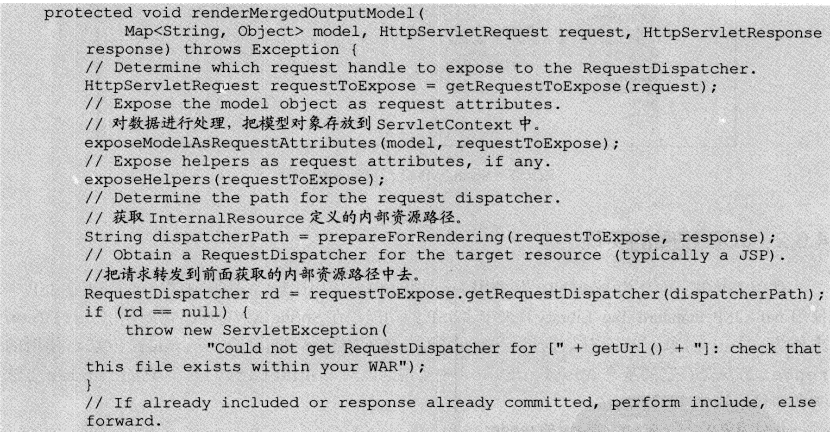 protected void renderMergedOutputModel(
Map<String, Object> model, HttpServletRequest request, HttpServletResponse
response) throws Exception {
// Determine which request handle to expose to the RequestDispatcher.
HttpServletRequest requestToExpose = getRequestToExpose(request);
// Expose the model object as request attributes.
// 对数据进行处理，把模型对象存放到 ServletContext 中。
exposeModelAsRequestAttributes(model, requestToExpose);
// Expose helpers as request attributes, if any.
exposeHelpers(requestToExpose);
// Determine the path for the request dispatcher.
// 获取 InternalResource 定义的内部资源路径。
String dispatcherPath = prepareForRendering(requestToExpose, response);
// Obtain a RequestDispatcher for the target resource (typically a JSP).
//把请求转发到前面获取的内部资源路径中去。
RequestDispatcher rd = requestToExpose.getRequestDispatcher(dispatcherPath);
if (rd == null) {
throw new ServletException(
"Could not get RequestDispatcher for [" + getUrl() + "]: check that
this file exists within your WAR");
}
// If already included or response already committed, perform include, else
forward.